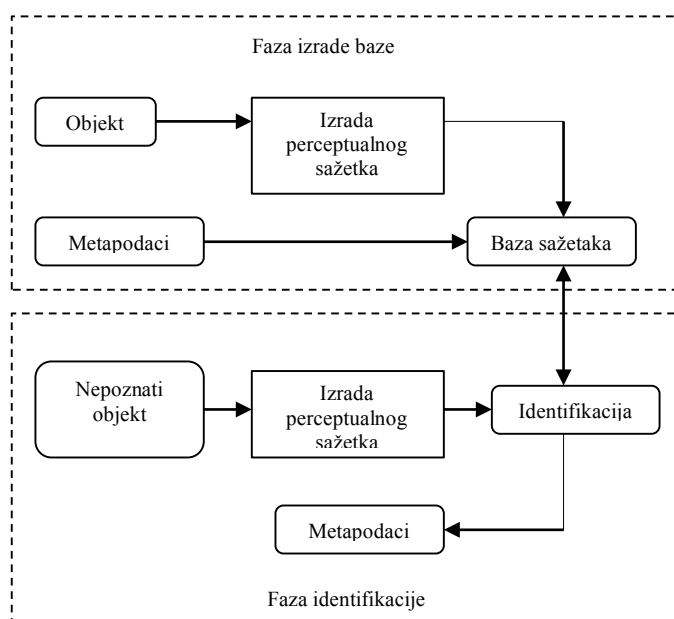 Faza izrade baze
Objekt
Izrada
perceptualnog
sažetka
Metapodaci
Baza sažetaka
Nepoznati
objekt
Izrada
perceptualnog
sažetka
Identifikacija
Metapodaci
Faza identifikacije